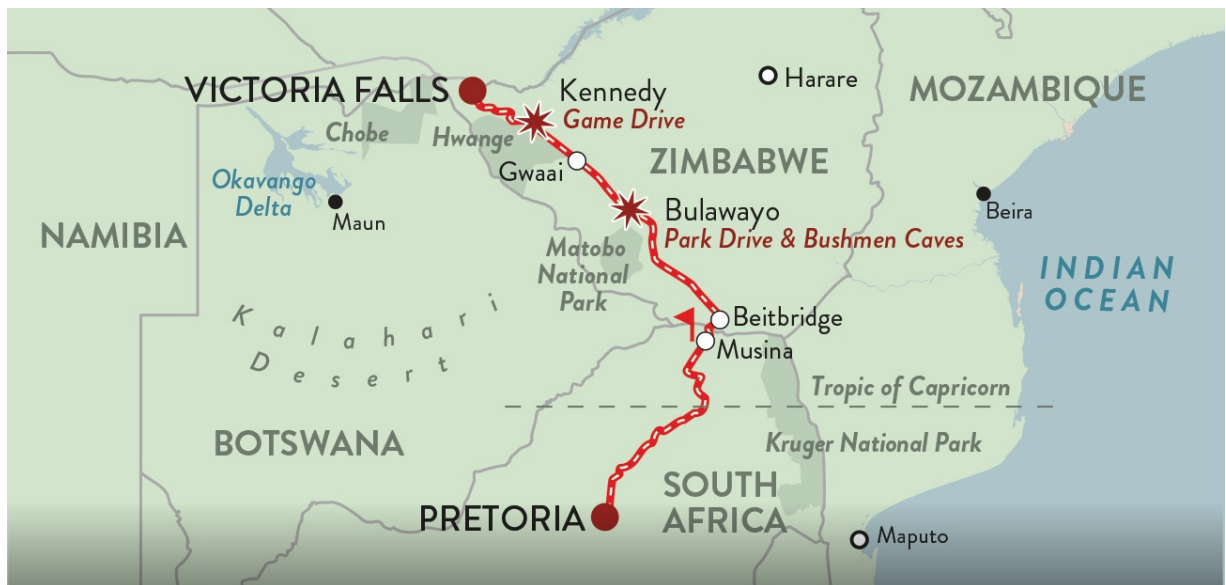 VICTORIA FALLS
Kennedy
Game Drive
Harare
MOZAMBIQUE
Chobe
Hwange
Gwaai
ZIMBABWE
Okavango
Delta
Maun
Bulawayo
Park Drive & Bushmen Caves
Beira
NAMIBIA
Matobo
National
Park
INDIAN
OCEAN
Kalahari
Desert
Beitbridge
Musina
Tropic of Capricorn
BOTSWANA
Kruger National Park
SOUTH
AFRICA
PRETORIA
Maputo